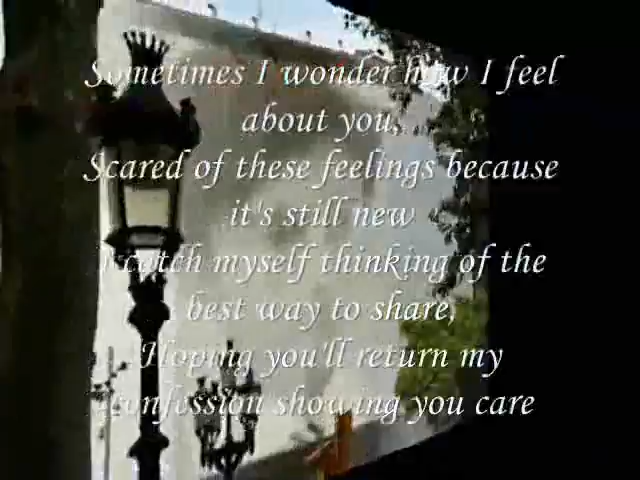 Sometimes I wonder how I feel
about you,
Scared of these feelings because
it's still new
I catch myself thinking of the
best way to share,
Hoping you'll return my
confession showing you care